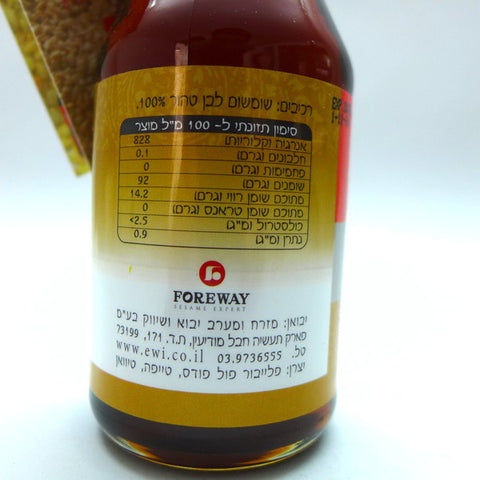 רכיבים: שומשום לבן טהור 100%.
סימון תזונתי ל- 100 מ"ל מוצר
אנרגיה (קלוריות) 828
חלבונים (גרם) 0.1
פחמימות (גרם) 0
שומנים (גרם) 92
מתוכם שומן רווי (גרם) 14.2
מתוכם שומן טראנס (גרם) 0
כולסטרול (מ"ג) <2.5
נתרן (מ"ג) 0.9
FOREWAY
SESAME EXPERT
יבואן: מזרח ומערב יבוא ושיווק בע"מ
פארק תעשיה חבל מודיעין, ת.ד. 171, 73199
טל. 03.9736555 www.ewi.co.il
יצרן: פלייבור פול פודס, טייפה, טיוואן